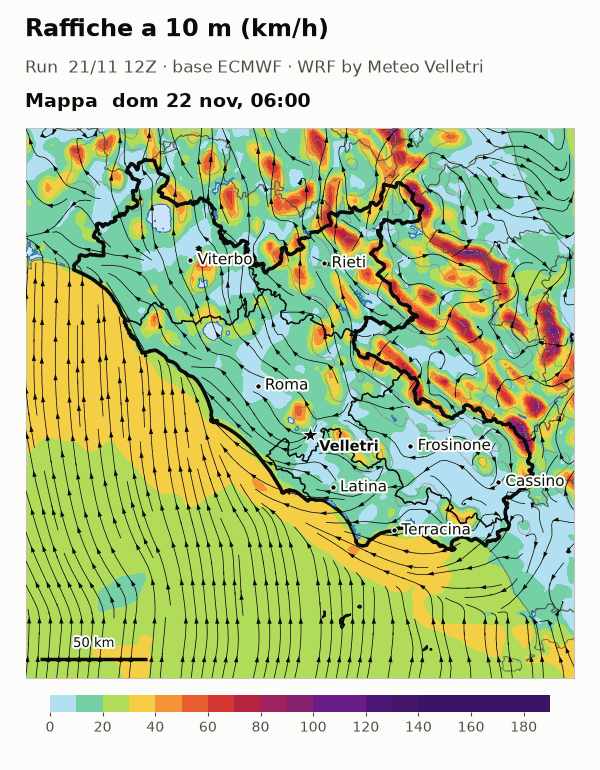 Raffiche a 10 m (km/h)
Run  21/11 12Z · base ECMWF · WRF by Meteo Velletri
Mappa  dom 22 nov, 06:00
Viterbo
Rieti
Roma
Velletri
Frosinone
Cassino
Latina
Terracina
50 km
0 20 40 60 80 100 120 140 160 180